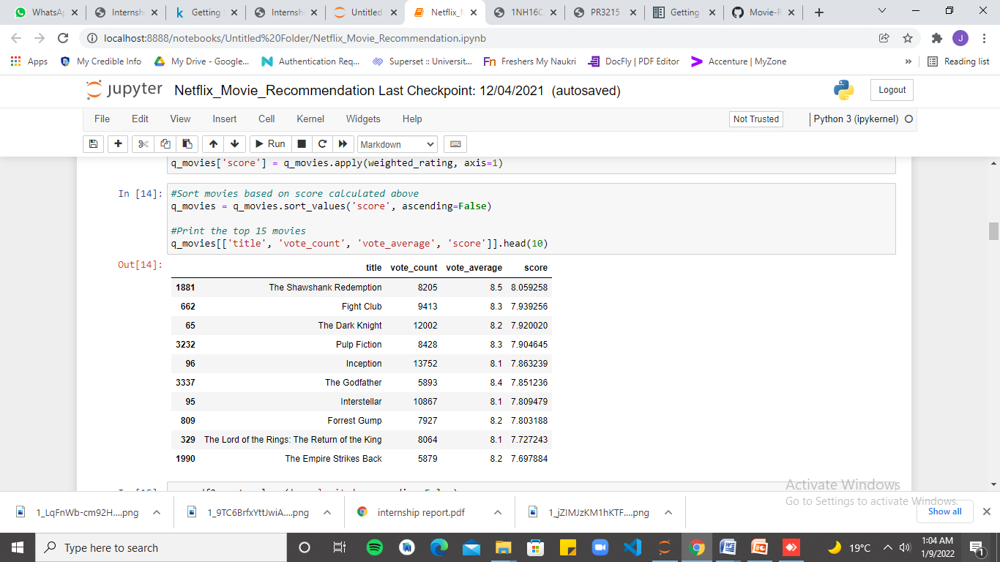 WhatsAp
Internsh
Getting
Internsh
Untitled
Netflix_M
1NH16C
PR3215
Getting
Movie-R
localhost:8888/notebooks/Untitled%20Folder/Netflix_Movie_Recommendation.ipynb
J
Apps My Credible Info My Drive - Google... Authentication Req... Superset :: Universit... Freshers My Naukri DocFly | PDF Editor Accenture | MyZone » Reading list
jupyter Netflix_Movie_Recommendation Last Checkpoint: 12/04/2021 (autosaved) Logout
File Edit View Insert Cell Kernel Widgets Help Not Trusted Python 3 (ipykernel)
Run Markdown
q_movies['score'] = q_movies.apply(weighted_rating, axis=1)
In [14]: #Sort movies based on score calculated above
q_movies = q_movies.sort_values('score', ascending=False)
#Print the top 15 movies
q_movies[['title', 'vote_count', 'vote_average', 'score']].head(10)
Out[14]:
title vote_count vote_average score
1881 The Shawshank Redemption 8205 8.5 8.059258
662 Fight Club 9413 8.3 7.939256
65 The Dark Knight 12002 8.2 7.920020
3232 Pulp Fiction 8428 8.3 7.904645
96 Inception 13752 8.1 7.863239
3337 The Godfather 5893 8.4 7.851236
95 Interstellar 10867 8.1 7.809479
809 Forrest Gump 7927 8.2 7.803188
329 The Lord of the Rings: The Return of the King 8064 8.1 7.727243
1990 The Empire Strikes Back 5879 8.2 7.697884
Activate Windows
Go to Settings to activate Windows.
1_LqFnWb-cm92H....png 1_9TC6BrfxYttJwiA....png internship report.pdf 1_jZIMJzKM1hKTF....png Show all
Type here to search
19°C
1:04 AM
1/9/2022
1